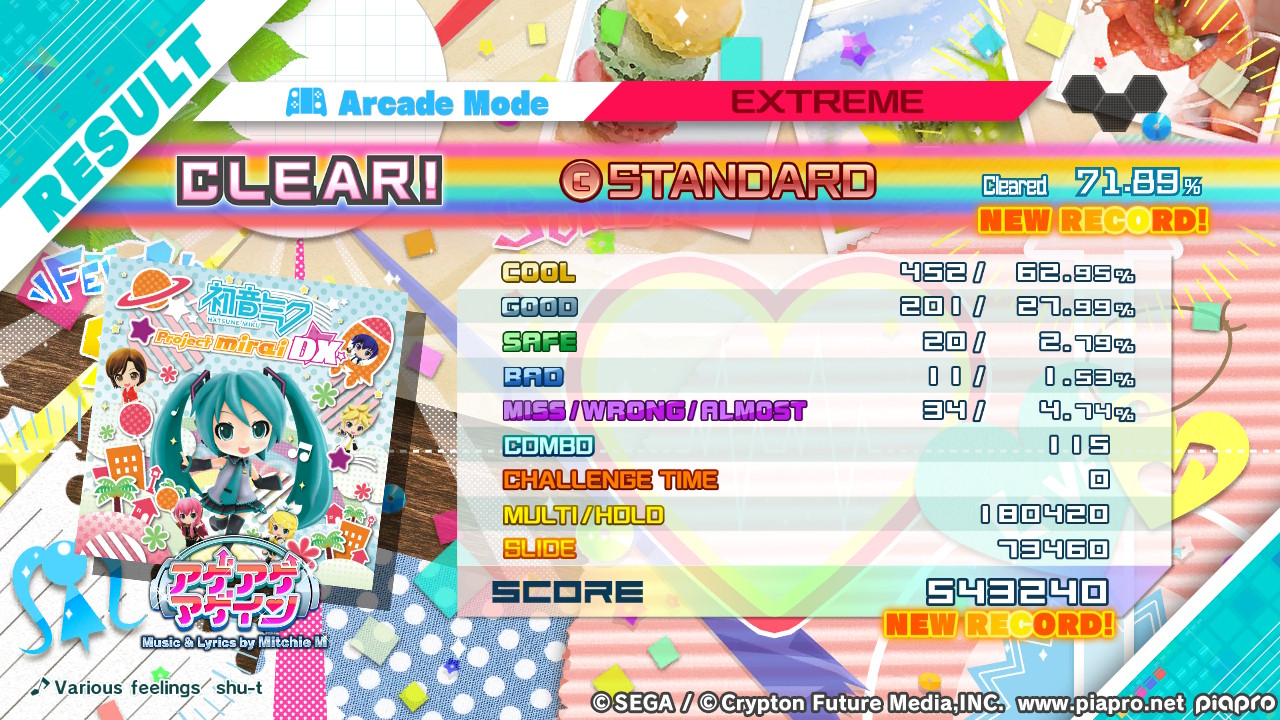 RESULT
Arcade Mode
EXTREME
CLEAR!
C STANDARD
Cleared 71.89%
NEW RECORD!
初音ミク
HATSUNE MIKU
Project mirai DX
アゲアゲ
アゲイン
Music & Lyrics by Mitchie M
♪ Various feelings shu-t
COOL 452 / 62.95%
GOOD 201 / 27.99%
SAFE 20 / 2.79%
BAD 11 / 1.53%
MISS/WRONG/ALMOST 34 / 4.74%
COMBO 115
CHALLENGE TIME 0
MULTI/HOLD 180420
SLIDE 73460
SCORE 543240
NEW RECORD!
©SEGA / ©Crypton Future Media,INC. www.piapro.net piapro